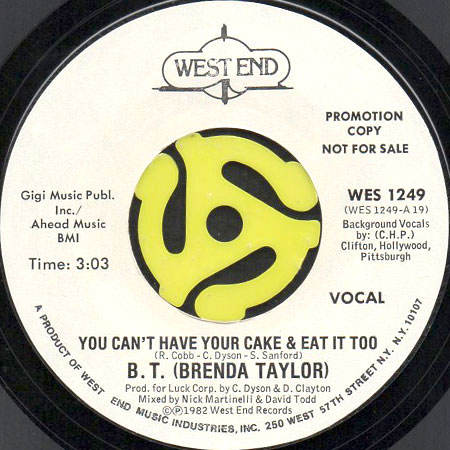 WEST END
PROMOTION
COPY
NOT FOR SALE
Gigi Music Publ.
Inc./
Ahead Music
BMI
Time: 3:03
WES 1249
(WES 1249-A 19)
Background Vocals
by: (C.H.P.)
Clifton, Hollywood,
Pittsburgh
VOCAL
YOU CAN'T HAVE YOUR CAKE & EAT IT TOO
(R. Cobb - C. Dyson - S. Sanford)
B.T. (BRENDA TAYLOR)
Prod. for Luck Corp. by C. Dyson & D. Clayton
Mixed by Nick Martinelli & David Todd
©℗1982 West End Records
A PRODUCT OF WEST END MUSIC INDUSTRIES, INC. 250 WEST 57TH STREET N.Y. N.Y. 10107